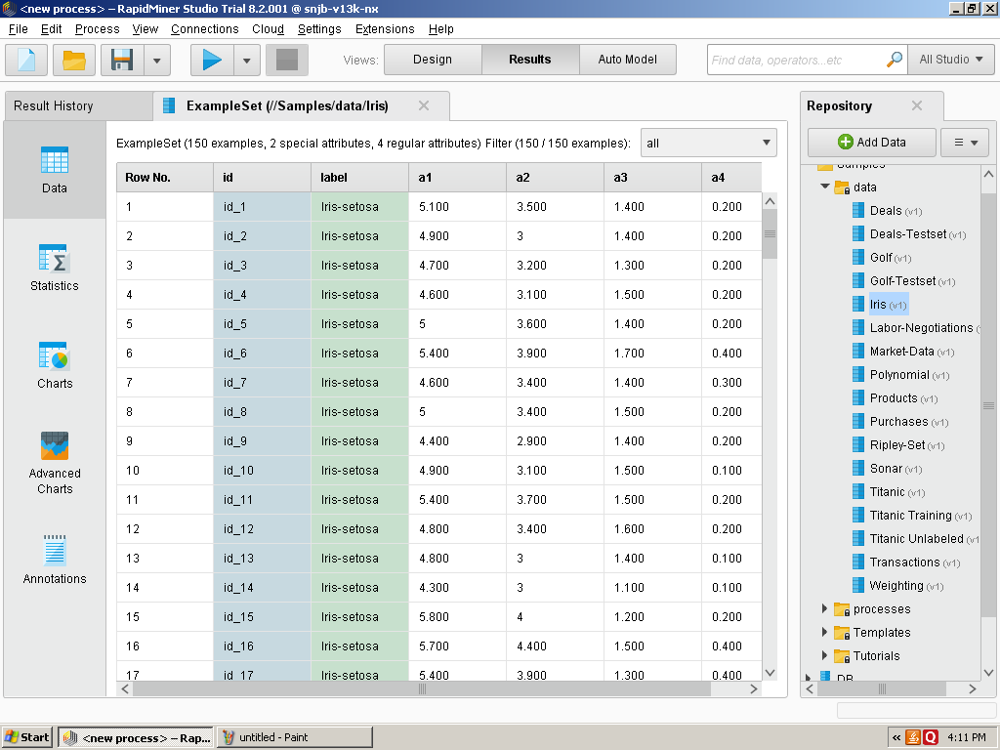 <new process> – RapidMiner Studio Trial 8.2.001 @ snjb-v13k-nx
File Edit Process View Connections Cloud Settings Extensions Help
Views: Design Results Auto Model Find data, operators...etc All Studio
Result History ExampleSet (//Samples/data/Iris) Repository
ExampleSet (150 examples, 2 special attributes, 4 regular attributes) Filter (150 / 150 examples): all
Add Data
Data
Statistics
Charts
Advanced
Charts
Annotations
Row No. id label a1 a2 a3 a4
1 id_1 Iris-setosa 5.100 3.500 1.400 0.200
2 id_2 Iris-setosa 4.900 3 1.400 0.200
3 id_3 Iris-setosa 4.700 3.200 1.300 0.200
4 id_4 Iris-setosa 4.600 3.100 1.500 0.200
5 id_5 Iris-setosa 5 3.600 1.400 0.200
6 id_6 Iris-setosa 5.400 3.900 1.700 0.400
7 id_7 Iris-setosa 4.600 3.400 1.400 0.300
8 id_8 Iris-setosa 5 3.400 1.500 0.200
9 id_9 Iris-setosa 4.400 2.900 1.400 0.200
10 id_10 Iris-setosa 4.900 3.100 1.500 0.100
11 id_11 Iris-setosa 5.400 3.700 1.500 0.200
12 id_12 Iris-setosa 4.800 3.400 1.600 0.200
13 id_13 Iris-setosa 4.800 3 1.400 0.100
14 id_14 Iris-setosa 4.300 3 1.100 0.100
15 id_15 Iris-setosa 5.800 4 1.200 0.200
16 id_16 Iris-setosa 5.700 4.400 1.500 0.400
17 id_17 Iris-setosa 5.400 3.900 1.300 0.400
Samples
data
Deals (v1)
Deals-Testset (v1)
Golf (v1)
Golf-Testset (v1)
Iris (v1)
Labor-Negotiations (
Market-Data (v1)
Polynomial (v1)
Products (v1)
Purchases (v1)
Ripley-Set (v1)
Sonar (v1)
Titanic (v1)
Titanic Training (v1)
Titanic Unlabeled (v1
Transactions (v1)
Weighting (v1)
processes
Templates
Tutorials
DB
Start <new process> – Rap... untitled - Paint « Q 4:11 PM